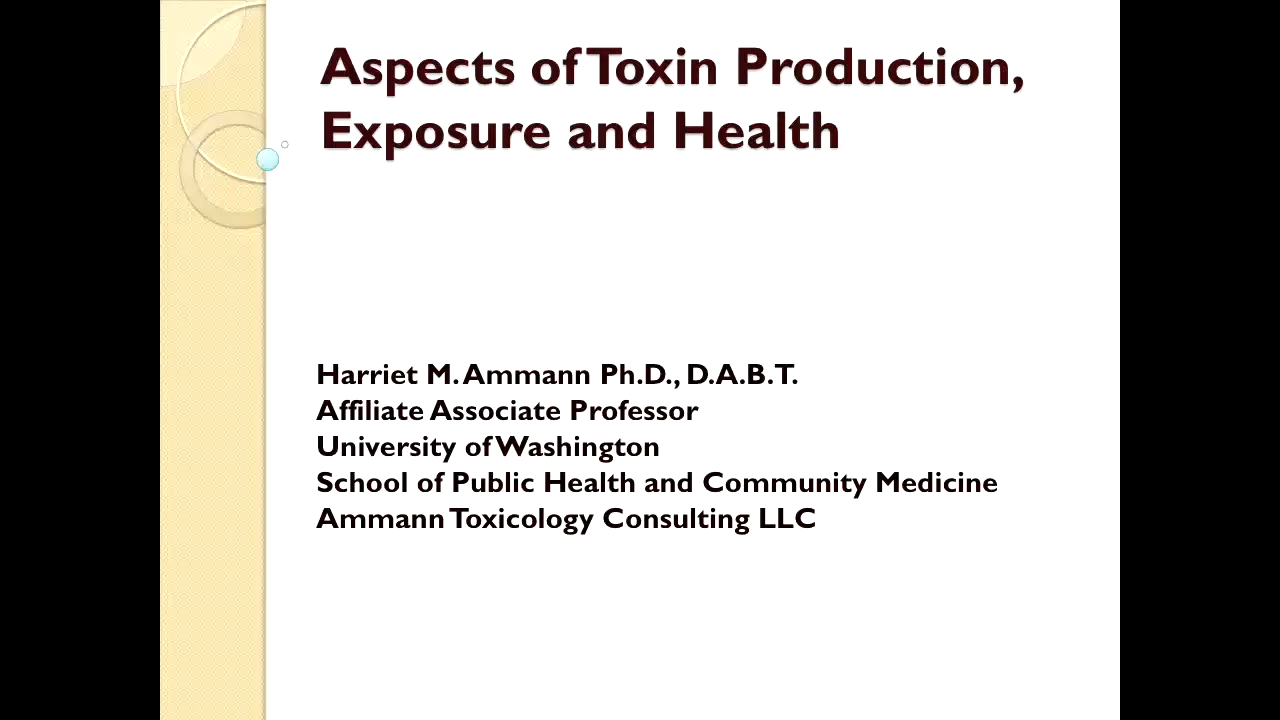 Aspects of Toxin Production,
Exposure and Health
Harriet M. Ammann Ph.D., D.A.B.T.
Affiliate Associate Professor
University of Washington
School of Public Health and Community Medicine
Ammann Toxicology Consulting LLC